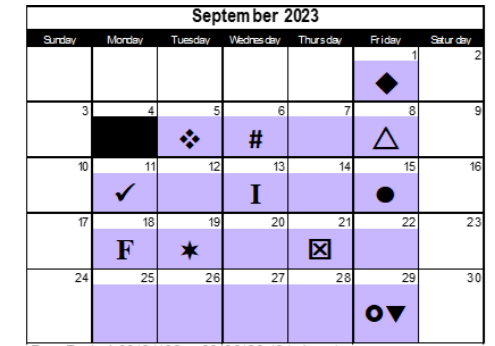 September 2023
Sunday Monday Tuesday Wednesday Thursday Friday Saturday
1 2
3 4 5 6 7 8 9
#
10 11 12 13 14 15 16
✓ I
17 18 19 20 21 22 23
F
24 25 26 27 28 29 30